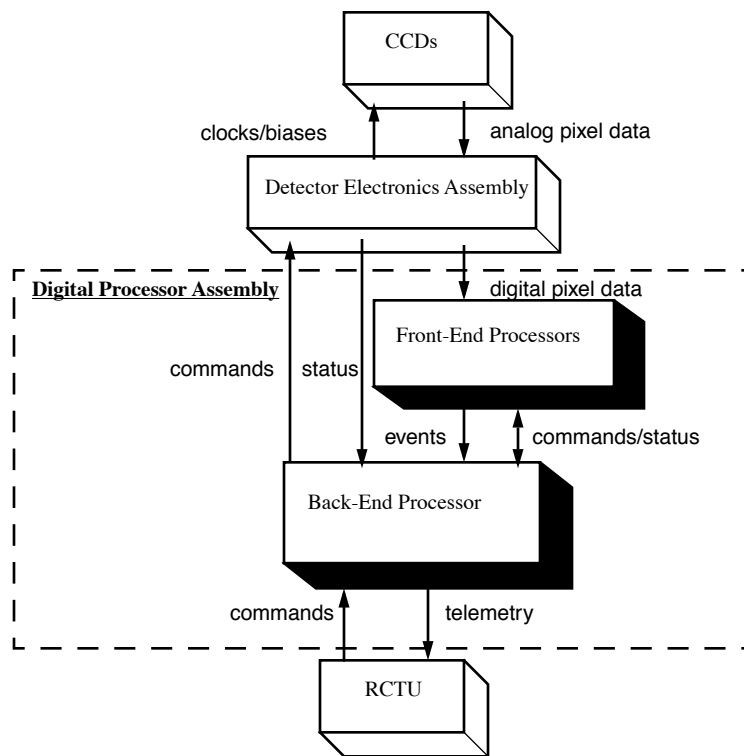 CCDs
clocks/biases
analog pixel data
Detector Electronics Assembly
Digital Processor Assembly
digital pixel data
Front-End Processors
commands
status
events
commands/status
Back-End Processor
commands
telemetry
RCTU